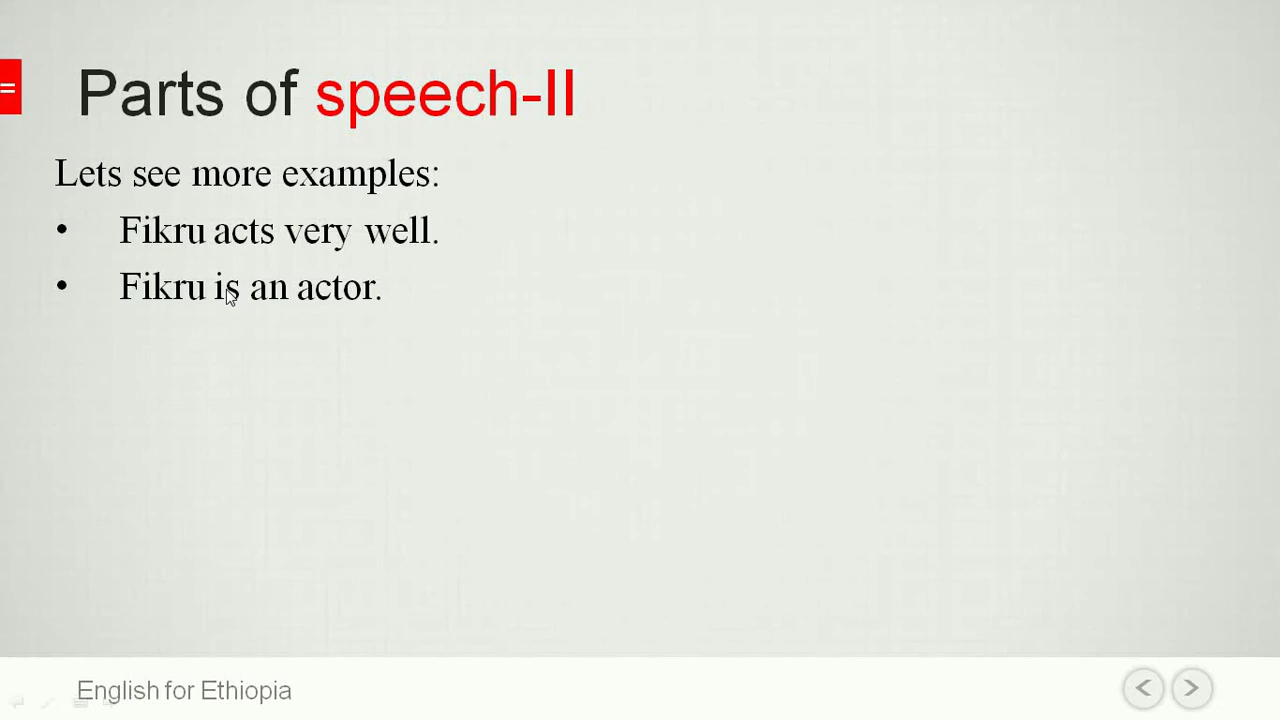 =
Parts of speech-II
Lets see more examples:
• Fikru acts very well.
• Fikru is an actor.
English for Ethiopia